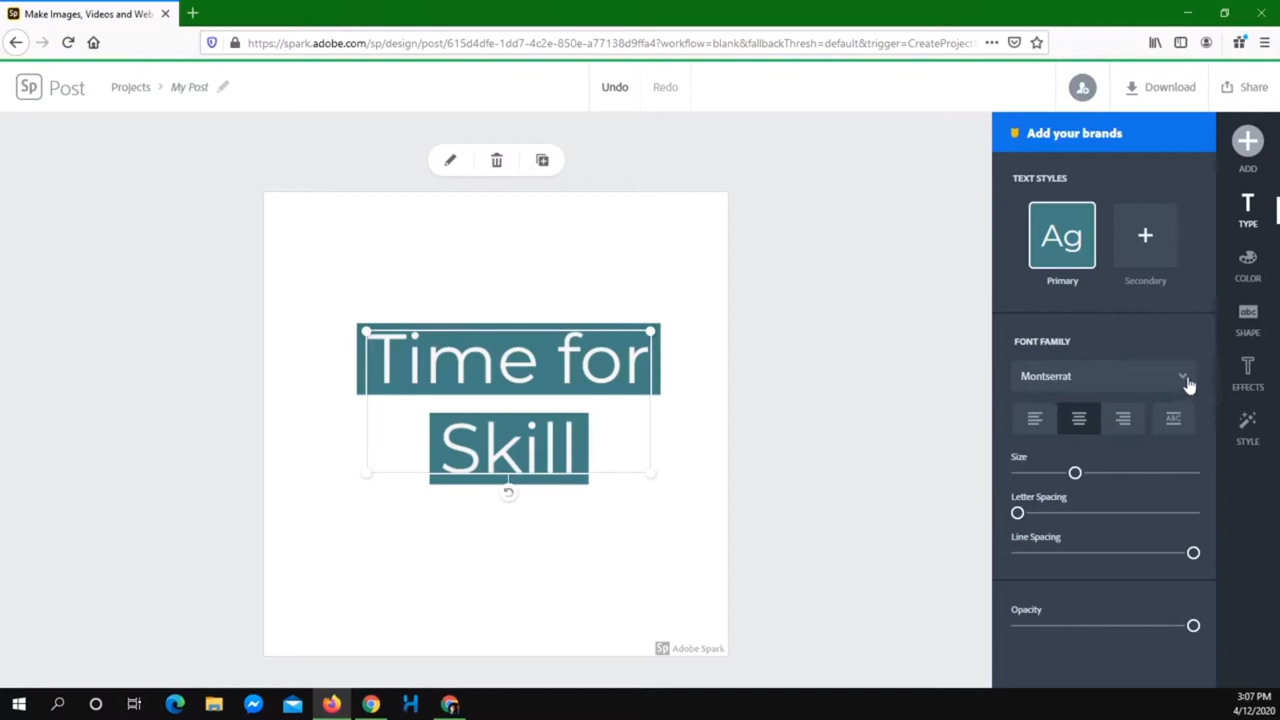 Sp Make Images, Videos and Web
https://spark.adobe.com/sp/design/post/615d4dfe-1dd7-4c2e-850e-a77138d9ffa4?workflow=blank&fallbackThresh=default&trigger=CreateProject
Sp Post Projects > My Post Undo Redo Download Share
Add your brands
ADD
TEXT STYLES
TYPE
Ag
Primary Secondary
COLOR
SHAPE
abc
FONT FAMILY
Montserrat
EFFECTS
ABC
STYLE
Size
Letter Spacing
Line Spacing
Opacity
Time for
Skill
Sp Adobe Spark
3:07 PM
4/12/2020